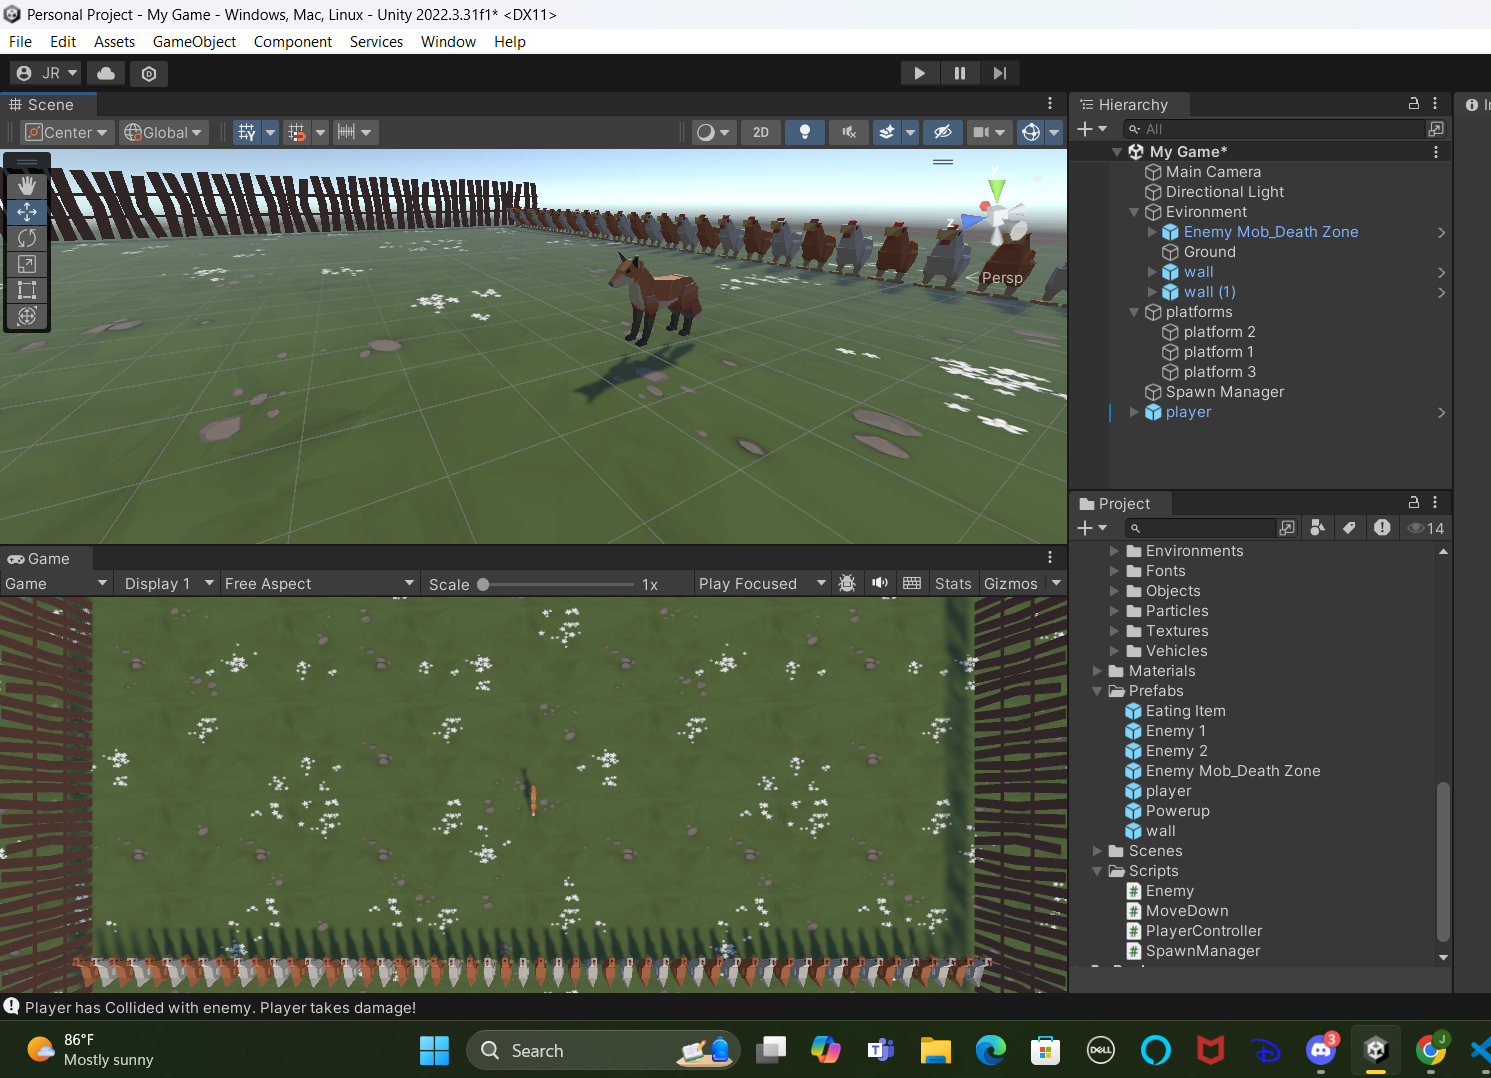 Personal Project - My Game - Windows, Mac, Linux - Unity 2022.3.31f1* <DX11>
File Edit Assets GameObject Component Services Window Help
JR
Scene
Center Global 2D
y
z
Persp
Hierarchy
All
My Game*
Main Camera
Directional Light
Evironment
Enemy Mob_Death Zone
Ground
wall
wall (1)
platforms
platform 2
platform 1
platform 3
Spawn Manager
player
Project
14
Environments
Fonts
Objects
Particles
Textures
Vehicles
Materials
Prefabs
Eating Item
Enemy 1
Enemy 2
Enemy Mob_Death Zone
player
Powerup
wall
Scenes
Scripts
Enemy
MoveDown
PlayerController
SpawnManager
Game
Game Display 1 Free Aspect Scale 1x Play Focused Stats Gizmos
Player has Collided with enemy. Player takes damage!
86°F
Mostly sunny
Search
DELL
3
J